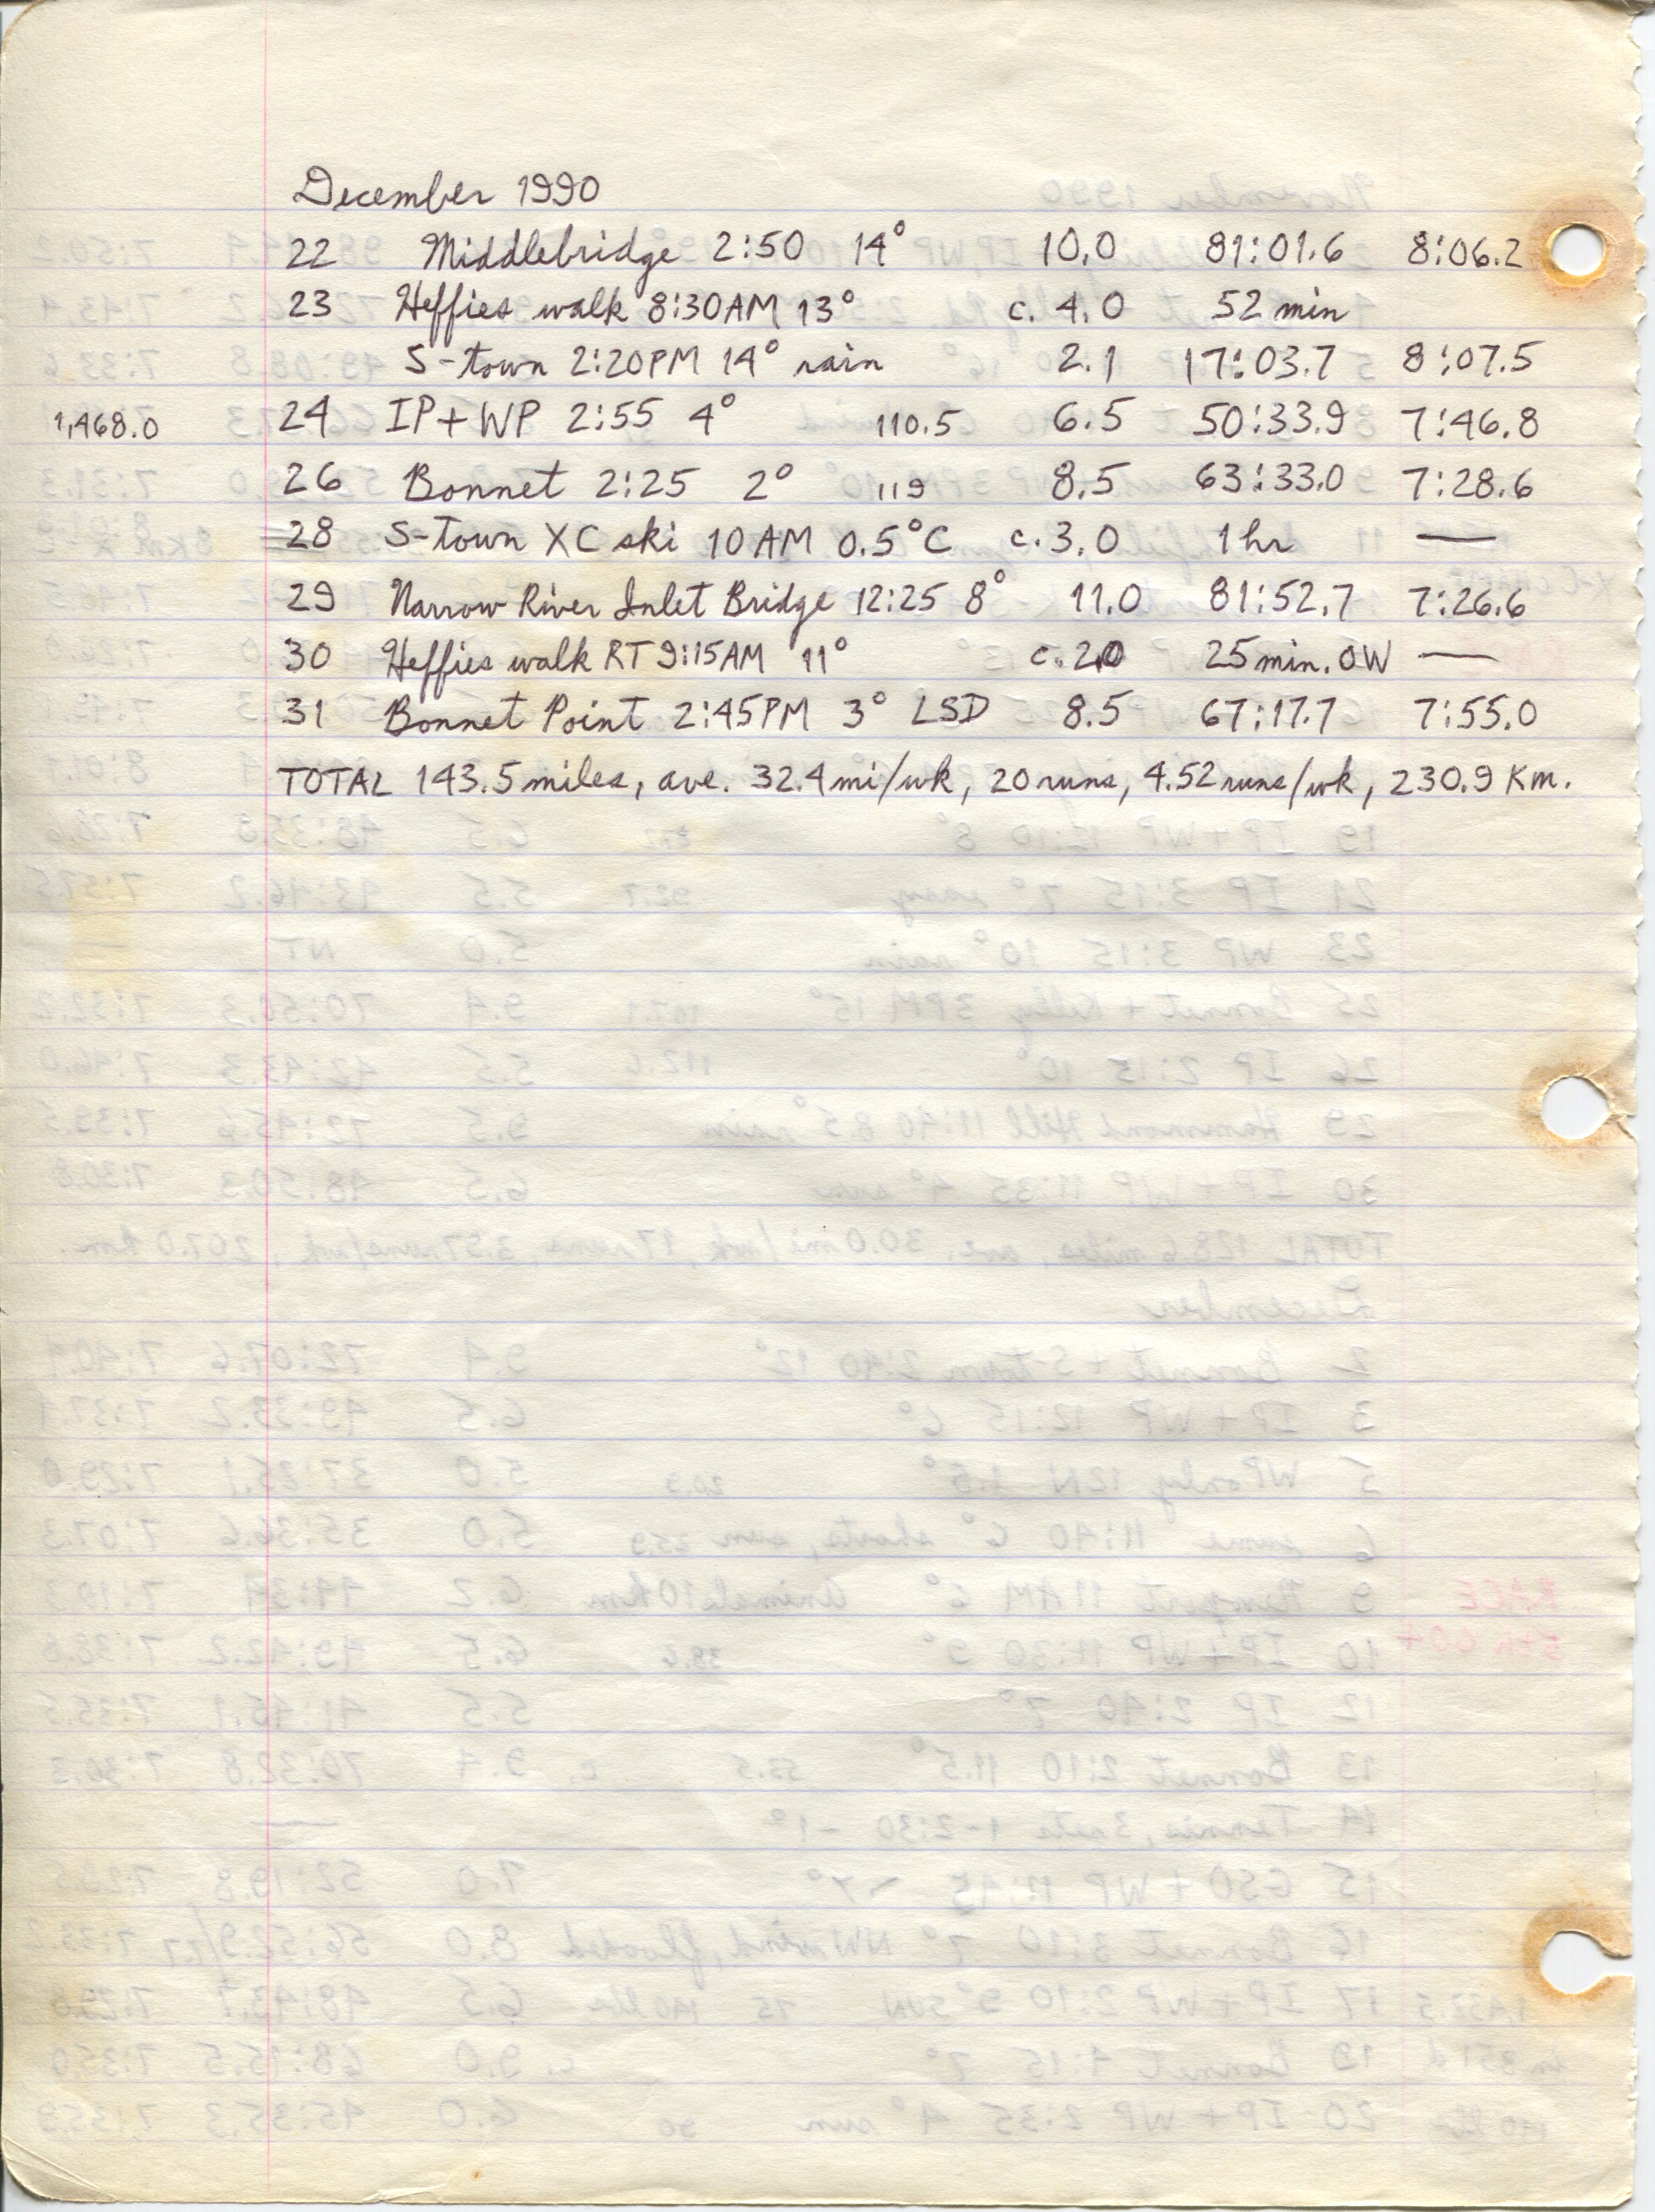 December 1990
22 Middlebridge 2:50 14° 10.0 81:01.6 8:06.2
23 Heffies walk 8:30AM 13° c. 4.0 52 min
S-town 2:20PM 14° rain 2.1 17:03.7 8:07.5
1,468.0 24 IP+WP 2:55 4° 110.5 6.5 50:33.9 7:46.8
26 Bonnet 2:25 2° 119 8.5 63:33.0 7:28.6
28 S-Town XC ski 10 AM 0.5°C c. 3.0 1 hr —
29 Narrow River Inlet Bridge 12:25 8° 11.0 81:52.7 7:26.6
30 Heffies walk RT 9:15AM 11° c. 2.0 25 min. OW —
31 Bonnet Point 2:45PM 3° LSD 8.5 67:17.7 7:55.0
TOTAL 143.5 miles, ave. 32.4 mi/wk, 20 runs, 4.52 runs/wk, 230.9 Km.